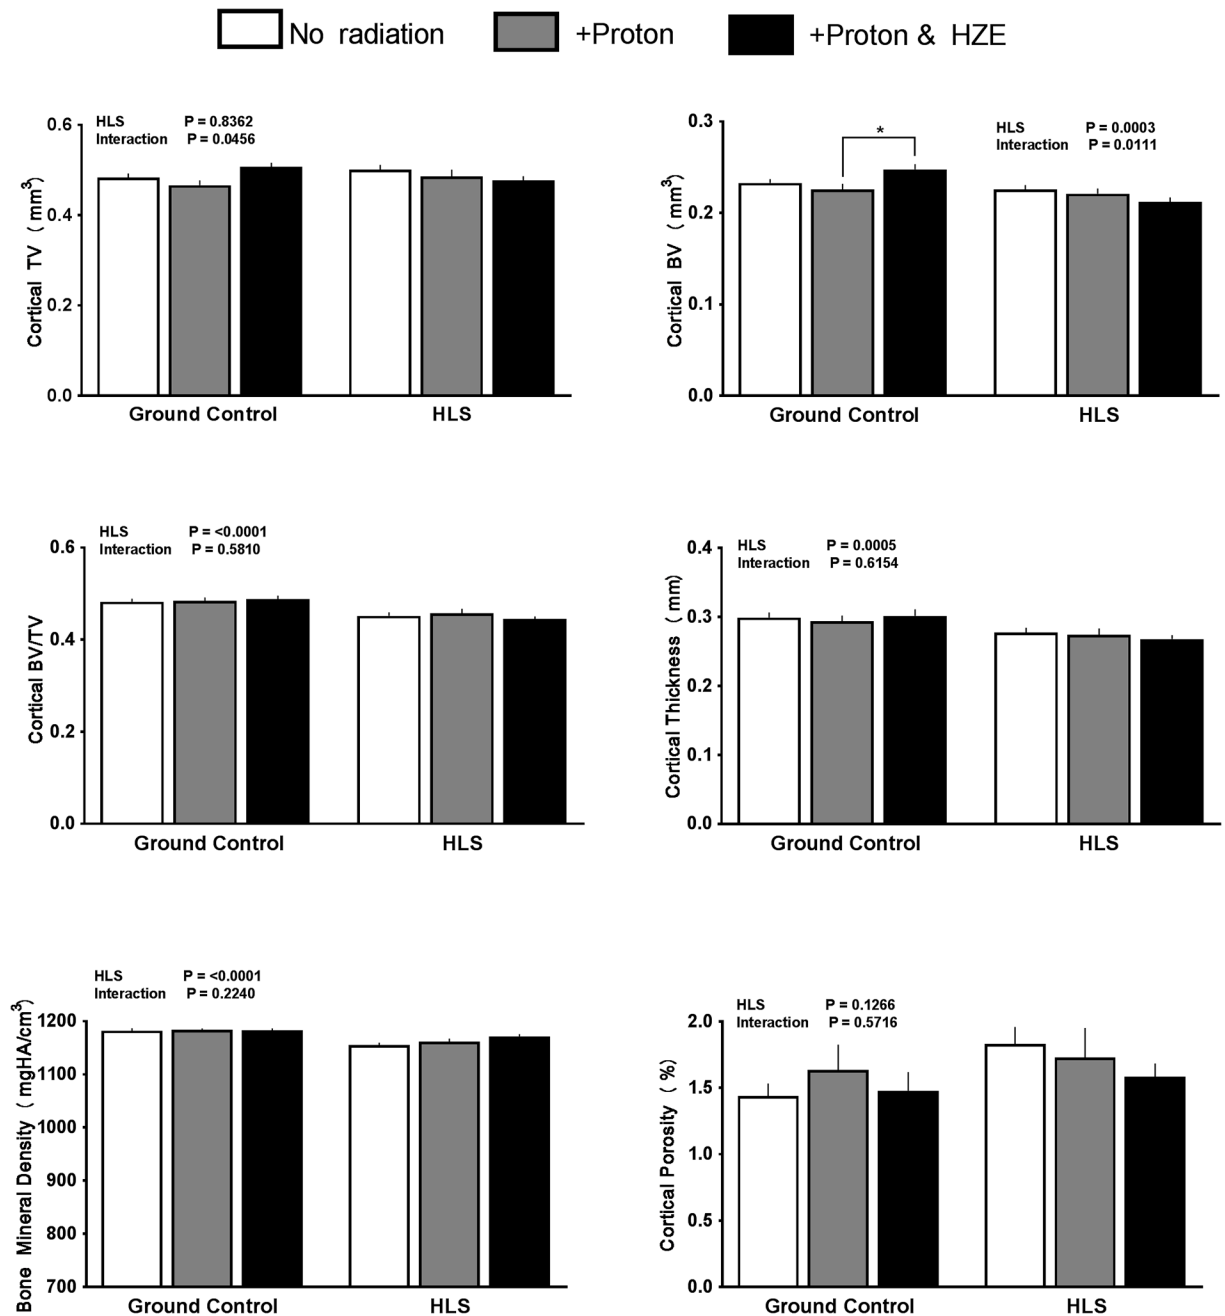 No radiation
+Proton
+Proton & HZE
HLS P = 0.8362
Interaction P = 0.0456
Cortical TV ( mm³)
0.6
0.4
0.2
0.0
Ground Control
HLS
*
HLS P = 0.0003
Interaction P = 0.0111
Cortical BV ( mm³)
0.3
0.2
0.1
0.0
Ground Control
HLS
HLS P = <0.0001
Interaction P = 0.5810
Cortical BV/TV
0.6
0.4
0.2
0.0
Ground Control
HLS
HLS P = 0.0005
Interaction P = 0.6154
Cortical Thickness ( mm)
0.4
0.3
0.2
0.1
0.0
Ground Control
HLS
HLS P = <0.0001
Interaction P = 0.2240
Bone Mineral Density ( mgHA/cm³)
1200
1100
1000
900
800
700
Ground Control
HLS
HLS P = 0.1266
Interaction P = 0.5716
Cortical Porosity ( %)
2.0
1.5
1.0
0.5
0.0
Ground Control
HLS